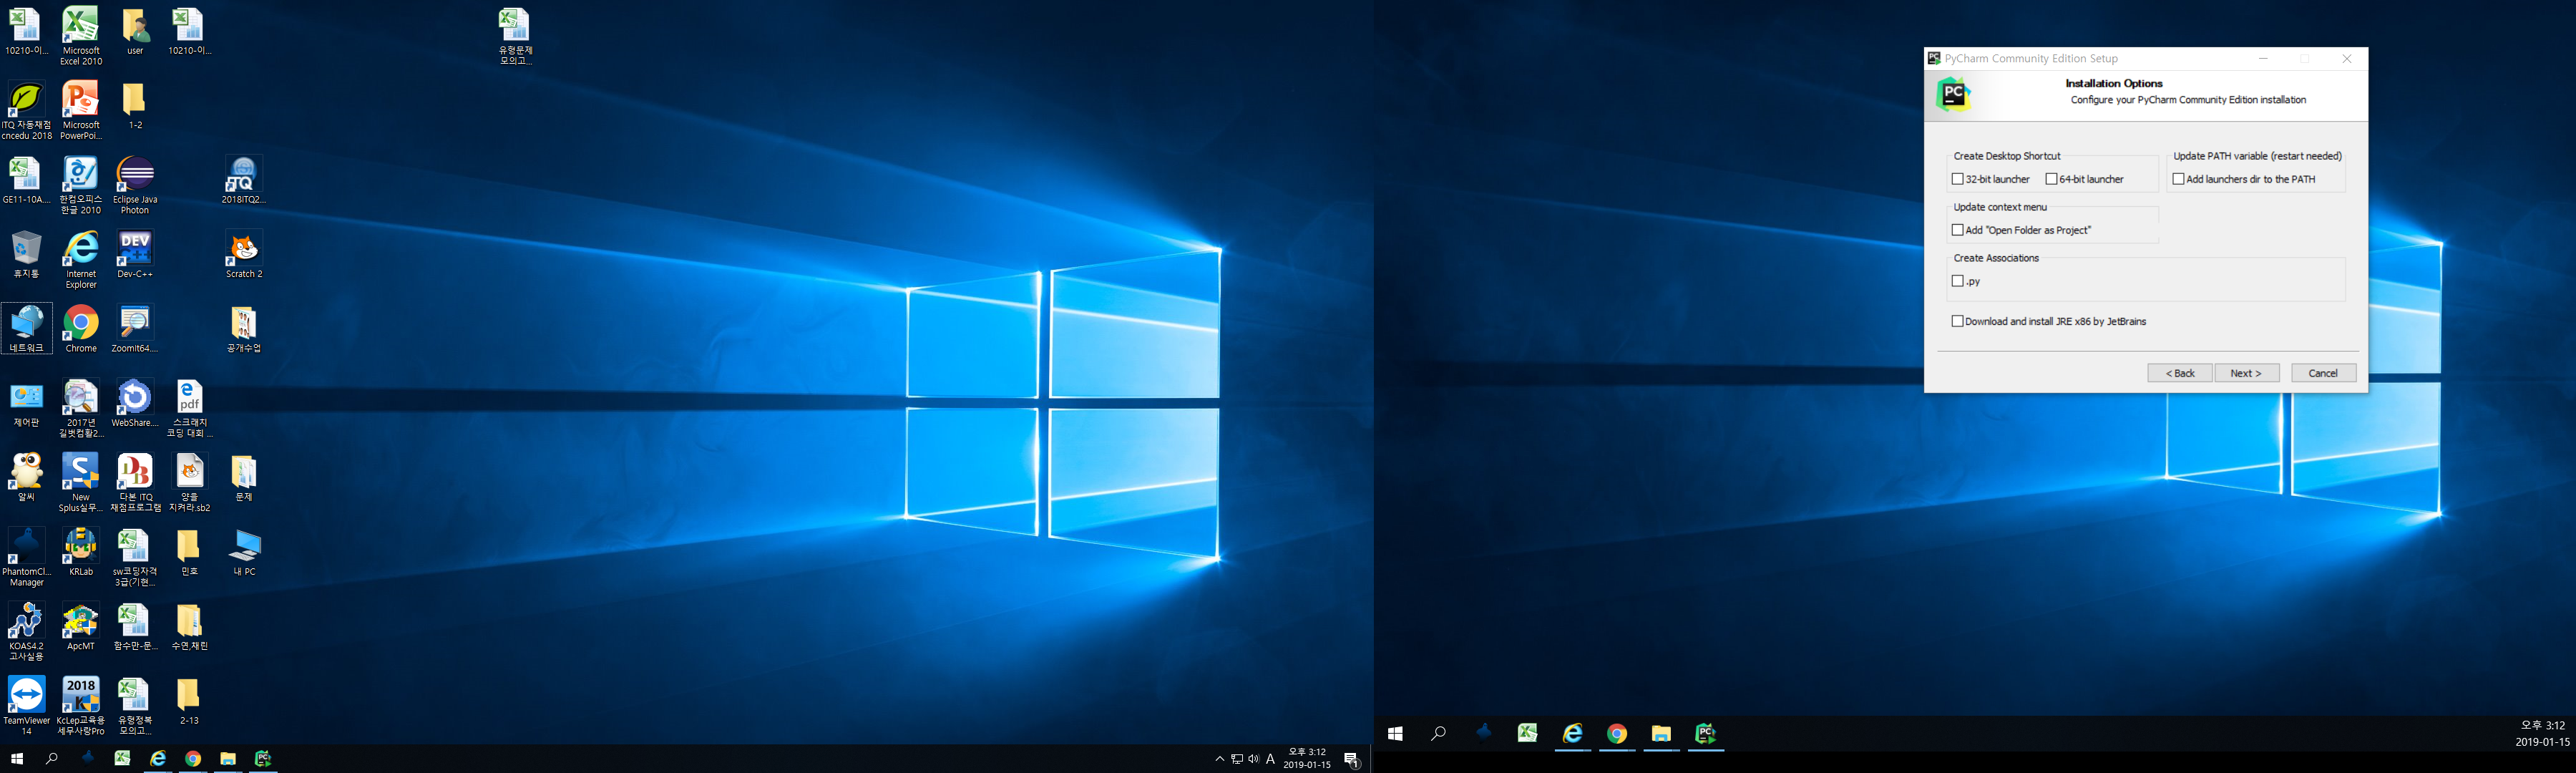 10210-이...
Microsoft
Excel 2010
user
10210-이...
유형문제
모의고...
ITQ 자동채점
cncedu 2018
Microsoft
PowerPoi...
1-2
GE11-10A....
한컴오피스
한글 2010
Eclipse Java
Photon
2018ITQ2...
휴지통
Internet
Explorer
Dev-C++
Scratch 2
네트워크
Chrome
ZoomIt64....
공개수업
제어판
2017년
길벗컴활2...
WebShare....
스크래치
코딩 대회 ...
알씨
New
Splus실무...
다본 ITQ
채점프로그램
양을
지켜라.sb2
문제
PhantomCl...
Manager
KRLab
sw코딩자격
3급(기현...
민호
내 PC
KOAS4.2
고사실용
ApcMT
함수만-문...
수연,재린
TeamViewer
14
KcLep교육용
세무사랑Pro
유형정복
모의고...
2-13
A
오후 3:12
2019-01-15
1
PyCharm Community Edition Setup
Installation Options
Configure your PyCharm Community Edition installation
Create Desktop Shortcut
32-bit launcher
64-bit launcher
Update PATH variable (restart needed)
Add launchers dir to the PATH
Update context menu
Add "Open Folder as Project"
Create Associations
.py
Download and install JRE x86 by JetBrains
< Back
Next >
Cancel
오후 3:12
2019-01-15